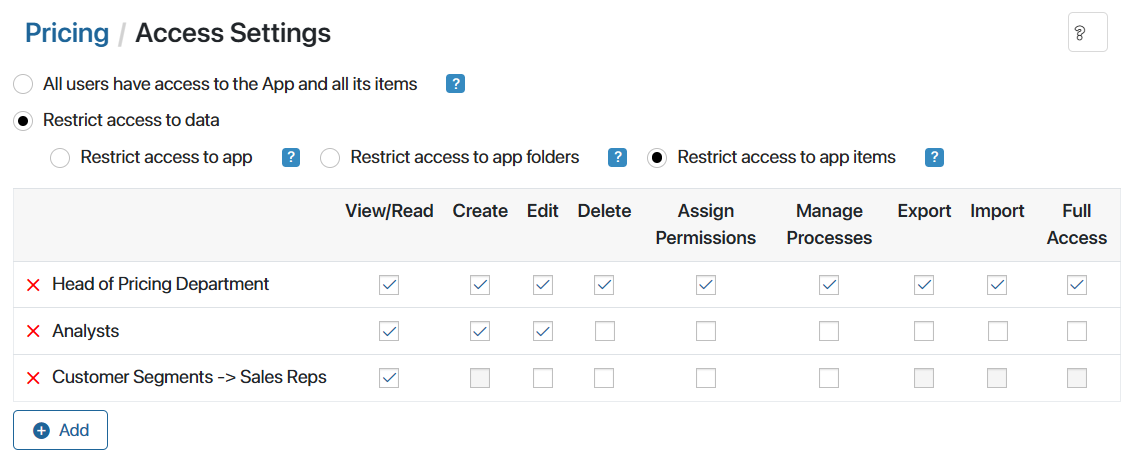 Pricing / Access Settings
?
All users have access to the App and all its items ?
Restrict access to data
Restrict access to app ? Restrict access to app folders ? Restrict access to app items ?
View/Read Create Edit Delete Assign Permissions Manage Processes Export Import Full Access
Head of Pricing Department
Analysts
Customer Segments -> Sales Reps
Add